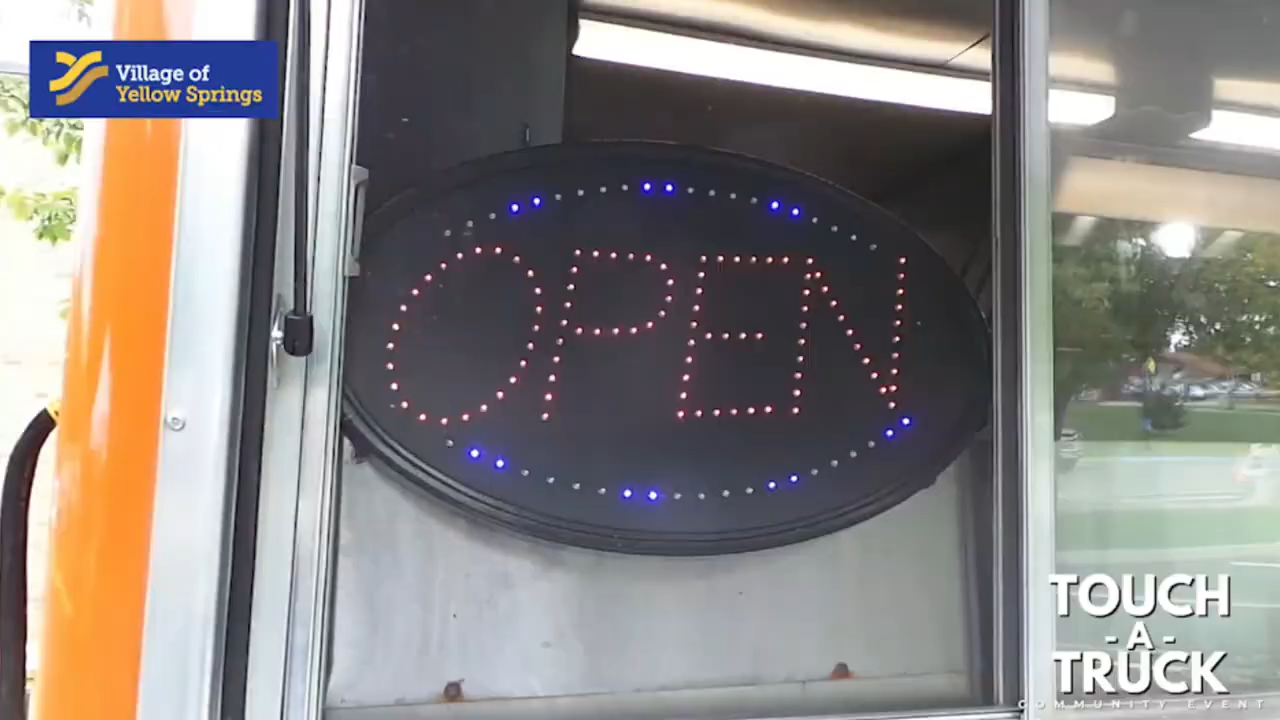 Village of
Yellow Springs
OPEN
TOUCH
-A-
TRUCK
COMMUNITY EVENT